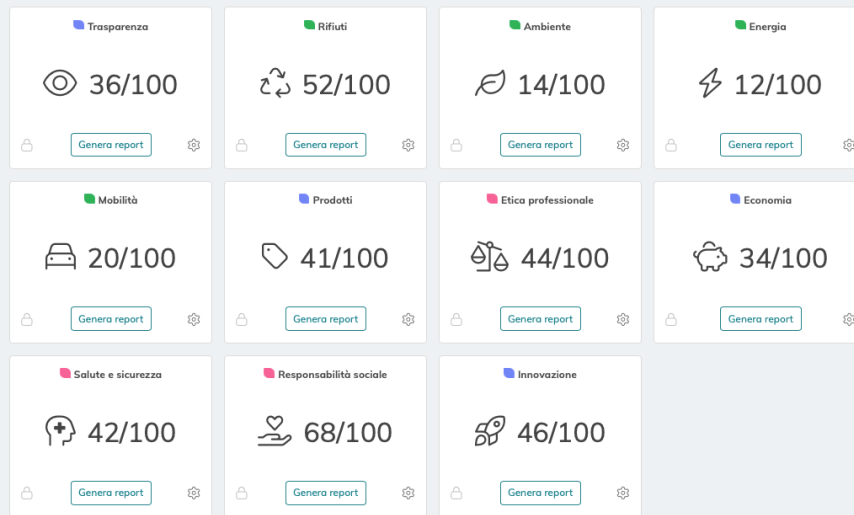 Trasparenza
36/100
Genera report
Rifiuti
52/100
Genera report
Ambiente
14/100
Genera report
Energia
12/100
Genera report
Mobilità
20/100
Genera report
Prodotti
41/100
Genera report
Etica professionale
44/100
Genera report
Economia
34/100
Genera report
Salute e sicurezza
42/100
Genera report
Responsabilità sociale
68/100
Genera report
Innovazione
46/100
Genera report